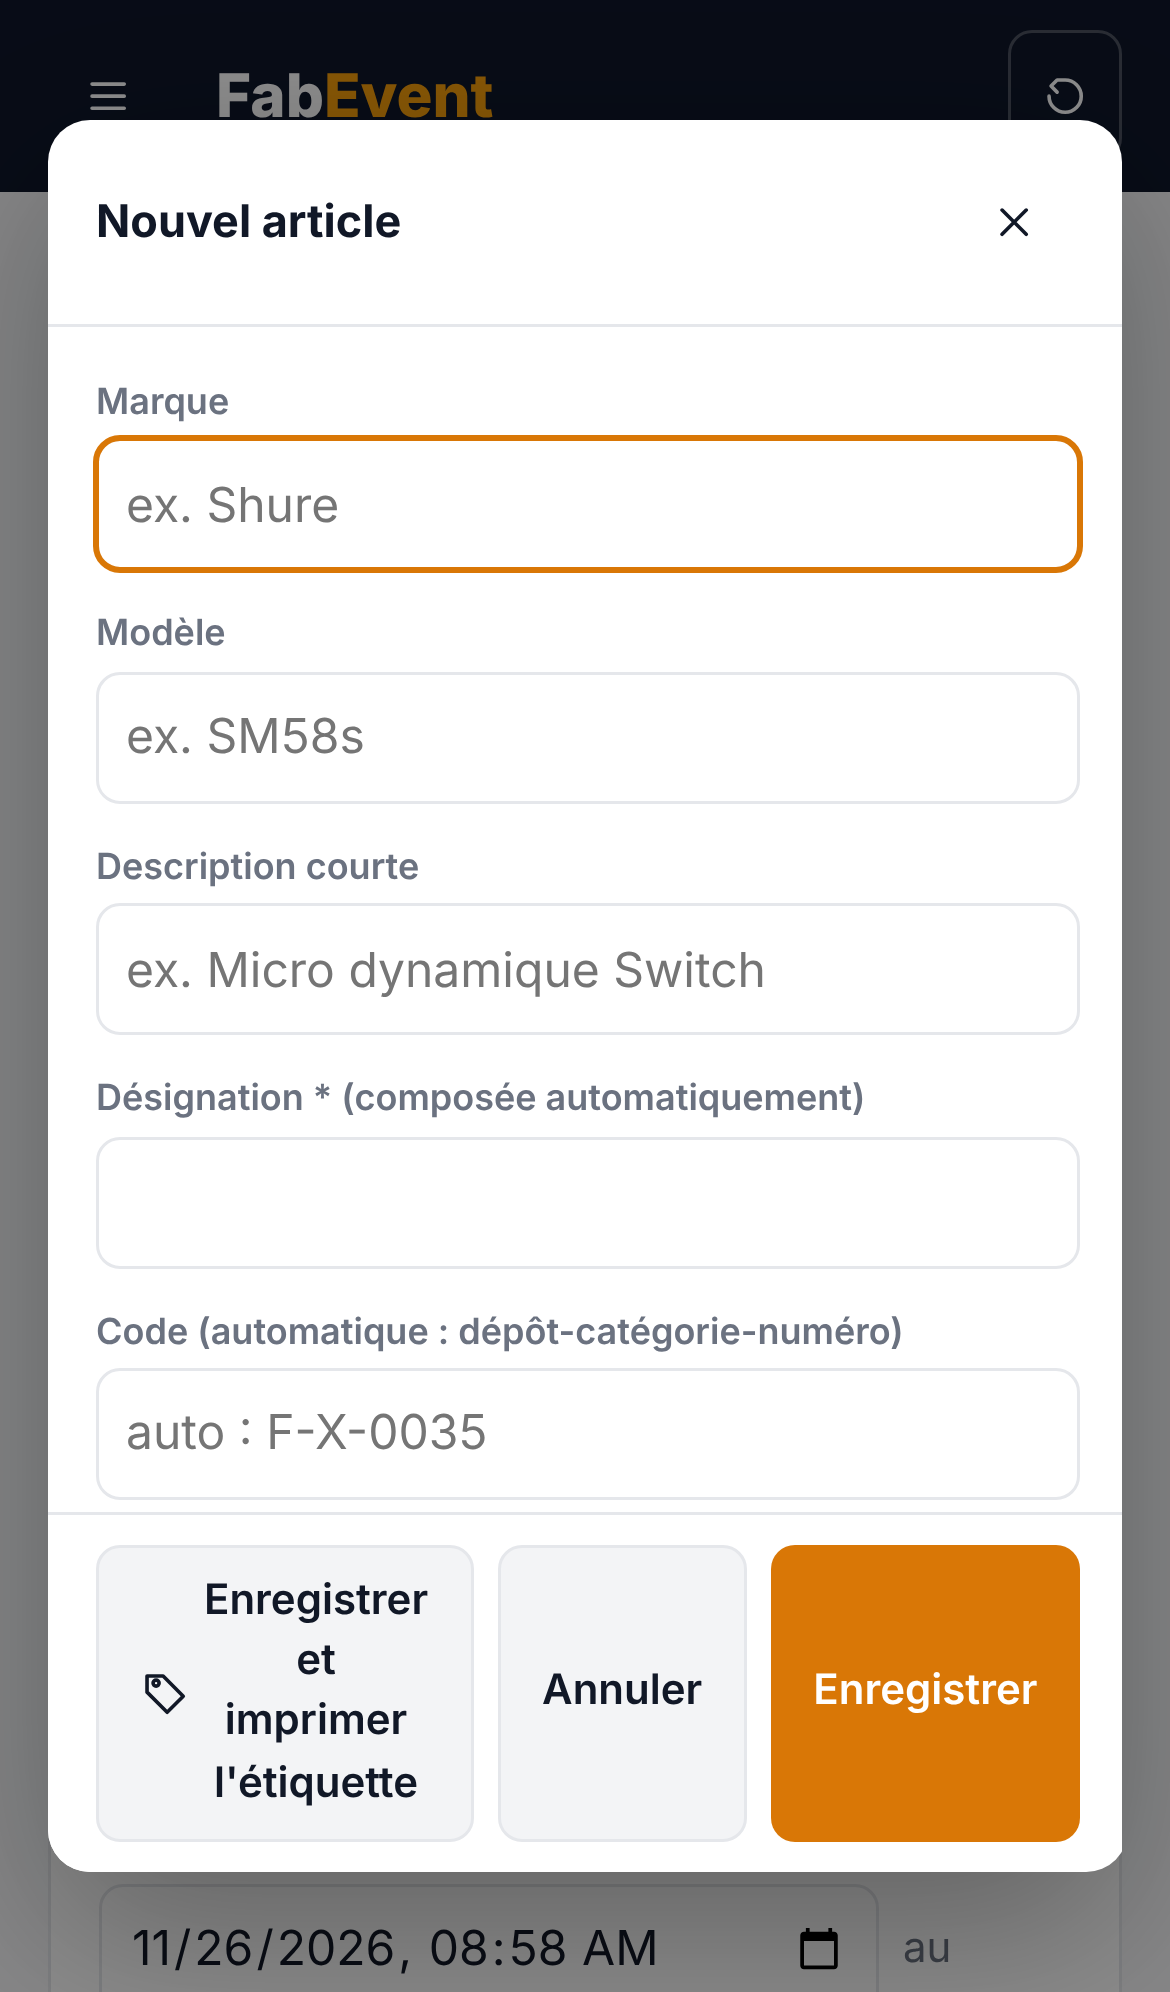 FabEvent
Nouvel article
Marque
ex. Shure
Modèle
ex. SM58s
Description courte
ex. Micro dynamique Switch
Désignation * (composée automatiquement)
Code (automatique : dépôt-catégorie-numéro)
auto : F-X-0035
Enregistrer
et
imprimer
l'étiquette
Annuler
Enregistrer
11/26/2026, 08:58 AM
au